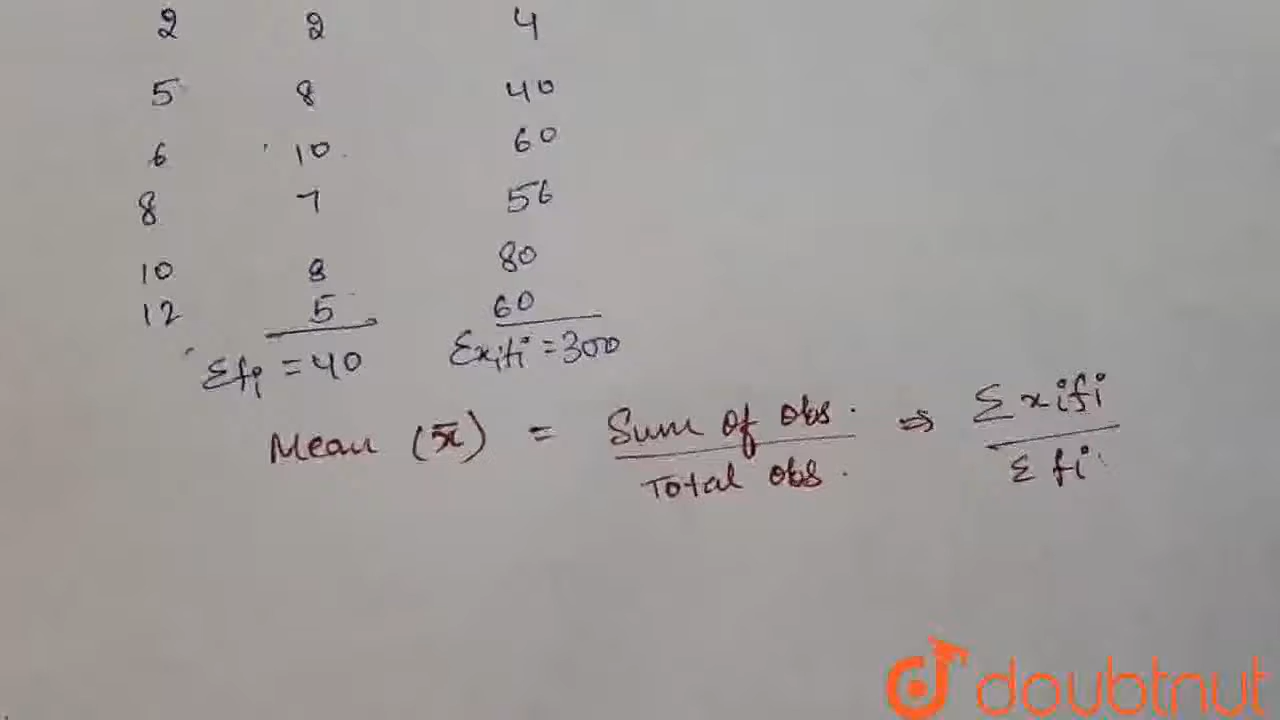 2 2 4
5 8 40
6 10 60
8 7 56
10 8 80
12 5 60
Σfi = 40 Σxifi = 300
Mean (x̄) = Sum of obs. / Total obs. ⇒ Σxifi / Σfi
doubtnut